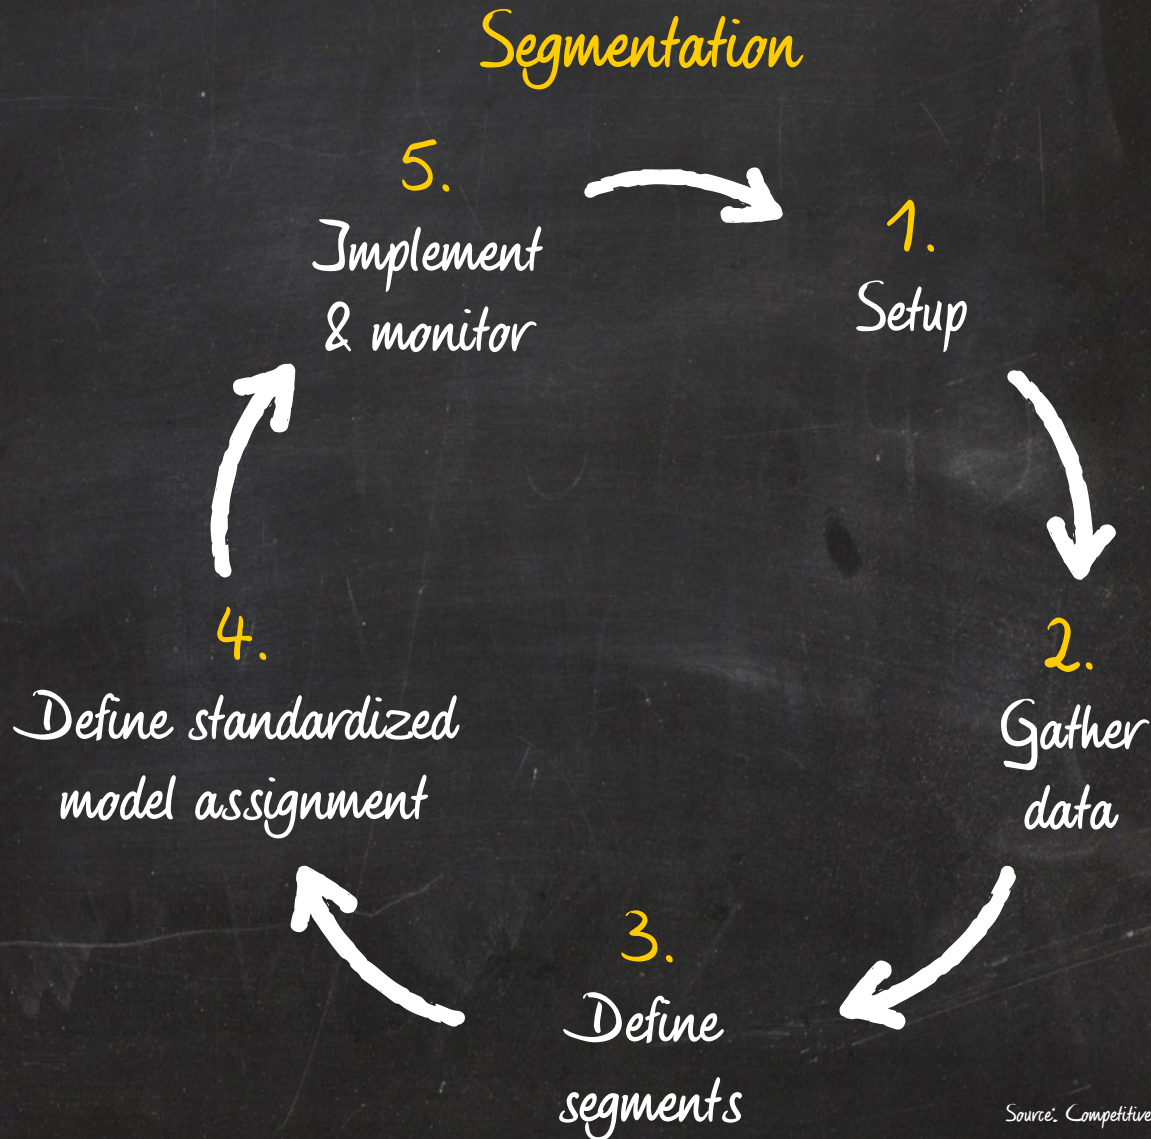 Segmentation
1.
Setup
2.
Gather
data
3.
Define
segments
4.
Define standardized
model assignment
5.
Implement
& monitor
Source: Competitive